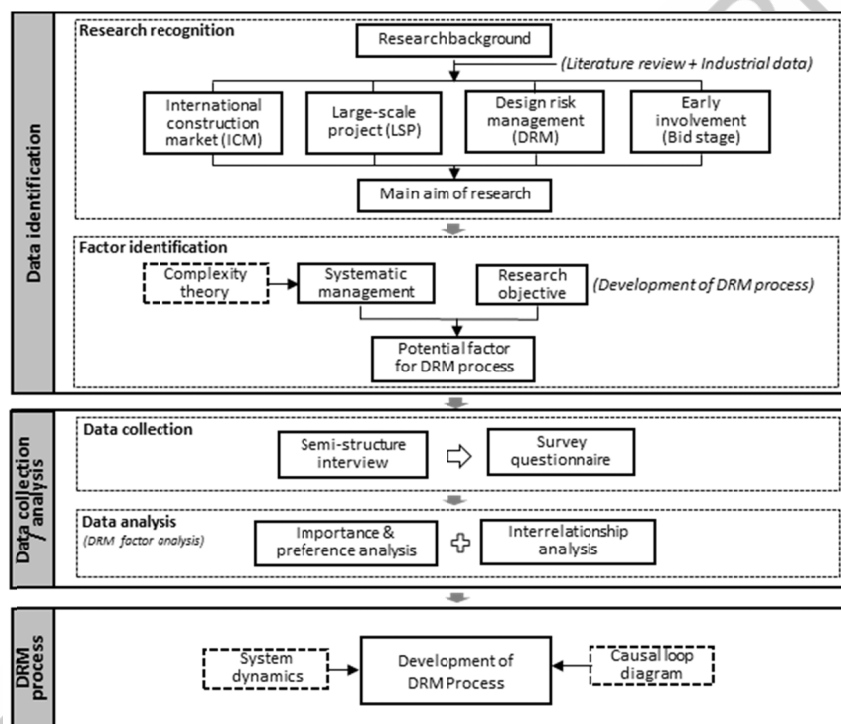 Data identification
Research recognition
Researchbackground
(Literature review + Industrial data)
International
construction
market (ICM)
Large-scale
project (LSP)
Design risk
management
(DRM)
Early
involvement
(Bid stage)
Main aim of research
Factor identification
Complexity
theory
Systematic
management
Research
objective
(Development of DRM process)
Potential factor
for DRM process
Data collection
/ analysis
Data collection
Semi-structure
interview
Survey
questionnaire
Data analysis
(DRM factor analysis)
Importance &
preference analysis
Interrelationship
analysis
DRM
process
System
dynamics
Development of
DRM Process
Causal loop
diagram